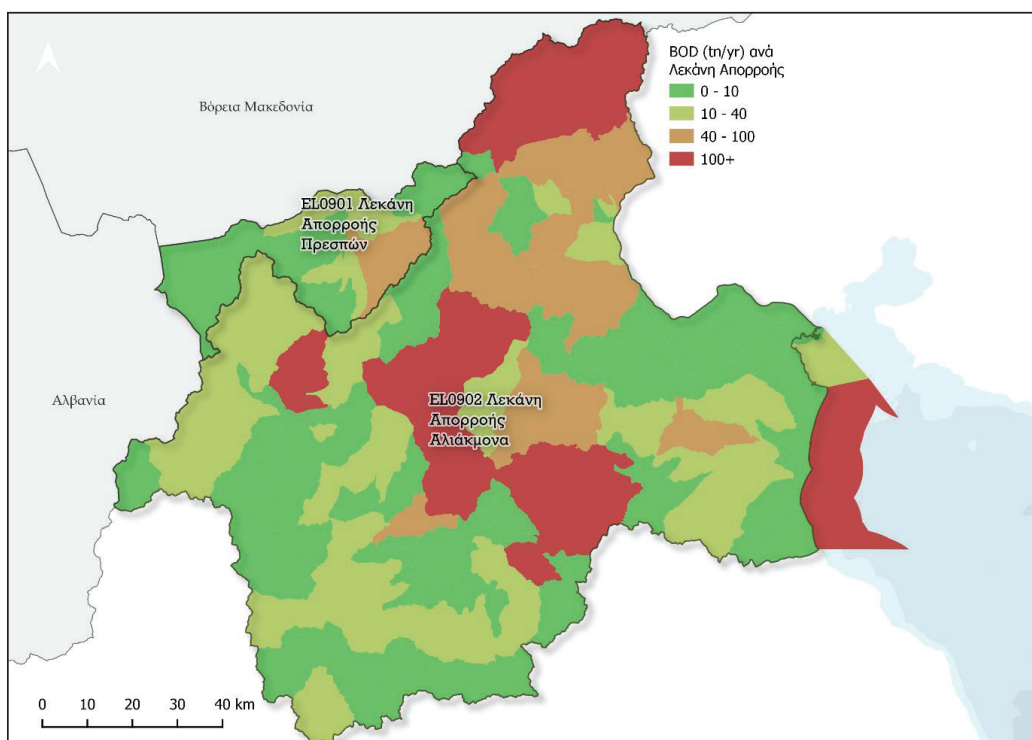 BOD (tn/yr) ανά
Λεκάνη Απορροής
0 - 10
10 - 40
40 - 100
100+
Βόρεια Μακεδονία
EL0901 Λεκάνη
Απορροής
Πρεσπών
Αλβανία
EL0902 Λεκάνη
Απορροής
Αλιάκμονα
0 10 20 30 40 km